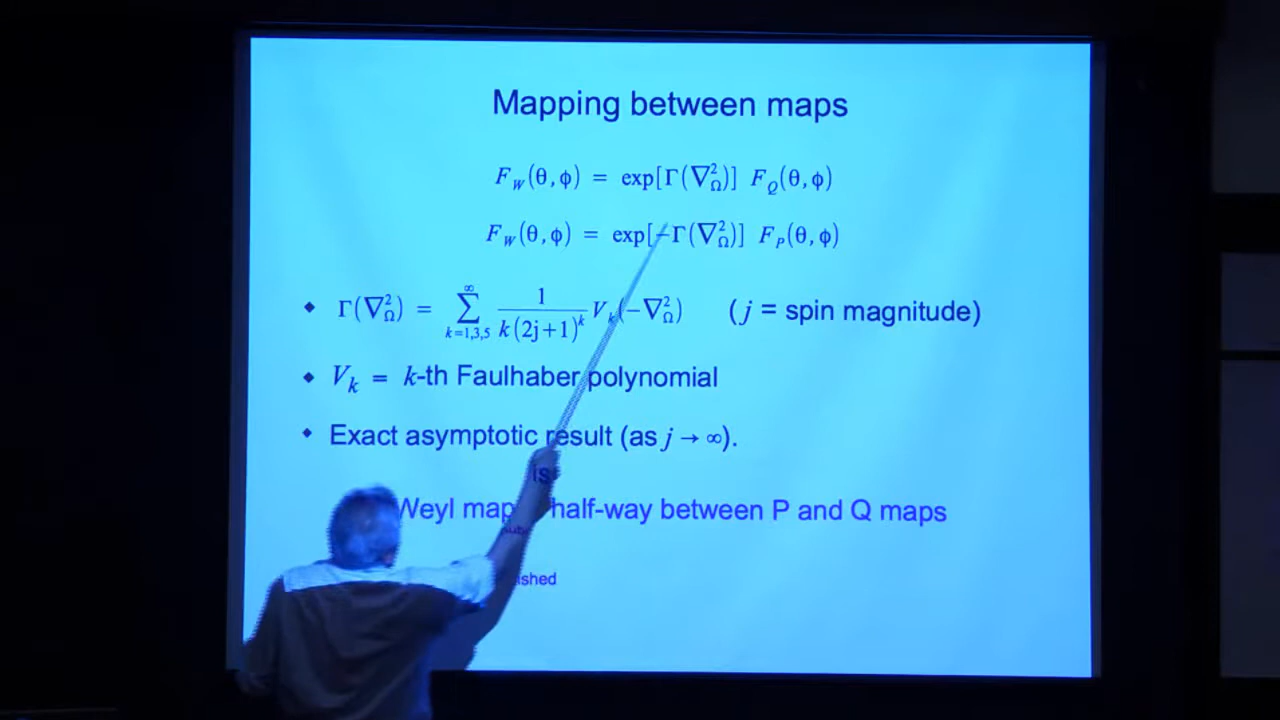 Mapping between maps
F_W(θ,ϕ) = exp[Γ(∇²_Ω)] F_Q(θ,ϕ)
F_W(θ,ϕ) = exp[−Γ(∇²_Ω)] F_P(θ,ϕ)
◆ Γ(∇²_Ω) = ∑_{k=1,3,5}^{∞} 1/(k(2j+1)^k) V_k(−∇²_Ω) (j = spin magnitude)
◆ V_k = k-th Faulhaber polynomial
◆ Exact asymptotic result (as j → ∞).
is
Weyl map half-way between P and Q maps